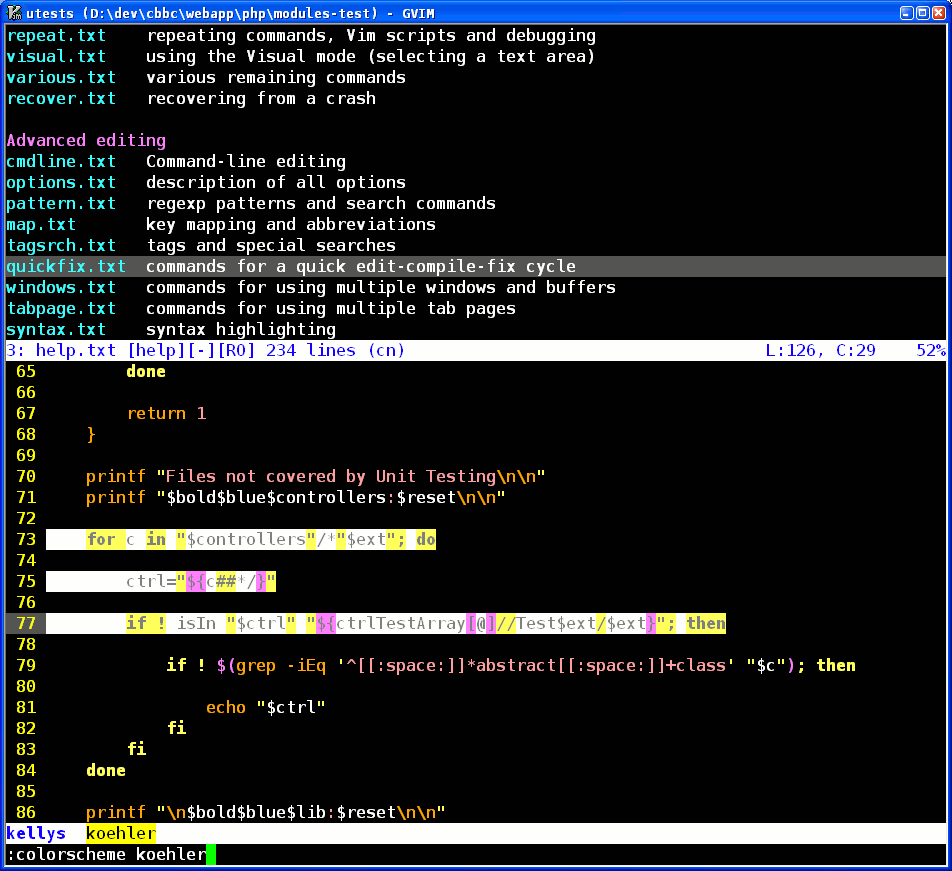 utests (D:\dev\cbbc\webapp\php\modules-test) - GVIM
repeat.txt    repeating commands, Vim scripts and debugging
visual.txt    using the Visual mode (selecting a text area)
various.txt   various remaining commands
recover.txt   recovering from a crash

Advanced editing
cmdline.txt   Command-line editing
options.txt   description of all options
pattern.txt   regexp patterns and search commands
map.txt       key mapping and abbreviations
tagsrch.txt   tags and special searches
quickfix.txt  commands for a quick edit-compile-fix cycle
windows.txt   commands for using multiple windows and buffers
tabpage.txt   commands for using multiple tab pages
syntax.txt    syntax highlighting
3: help.txt [help][-][RO] 234 lines (cn)                                    L:126, C:29    52%
 65         done
 66
 67         return 1
 68     }
 69
 70     printf "Files not covered by Unit Testing\n\n"
 71     printf "$bold$blue$controllers:$reset\n\n"
 72
 73     for c in "$controllers"/*"$ext"; do
 74
 75         ctrl="${c##*/}"
 76
 77         if ! isIn "$ctrl" "${ctrlTestArray[@]//Test$ext/$ext}"; then
 78
 79             if ! $(grep -iEq '^[[:space:]]*abstract[[:space:]]+class' "$c"); then
 80
 81                 echo "$ctrl"
 82             fi
 83         fi
 84     done
 85
 86     printf "\n$bold$blue$lib:$reset\n\n"
kellys  koehler
:colorscheme koehler